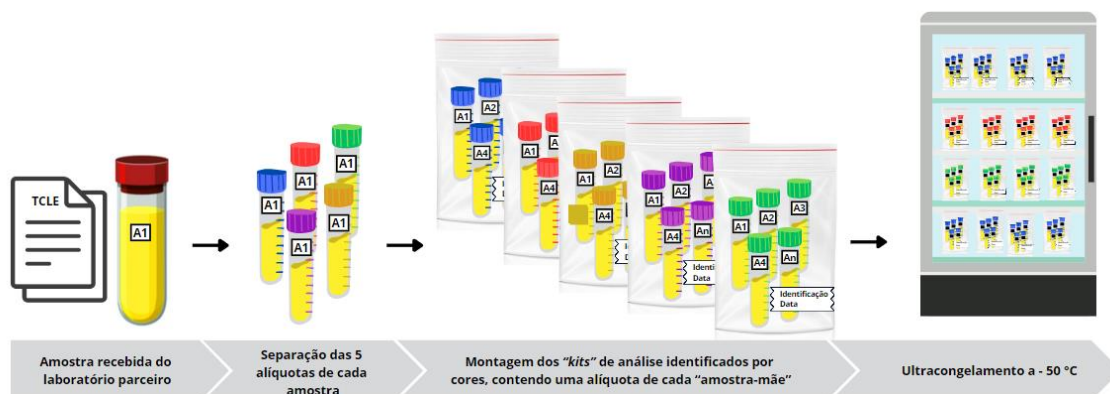 TCLE
A1
A1
A1
A1
A1
A1
A1
A2
A4
A1
A4
A2
A4
A1
A2
A4
An
Identi
Data
A1
A2
A3
A4
An
Identificação
Data
Amostra recebida do
laboratório parceiro
Separação das 5
alíquotas de cada
amostra
Montagem dos “kits” de análise identificados por
cores, contendo uma alíquota de cada “amostra-mãe”
Ultracongelamento a - 50 °C